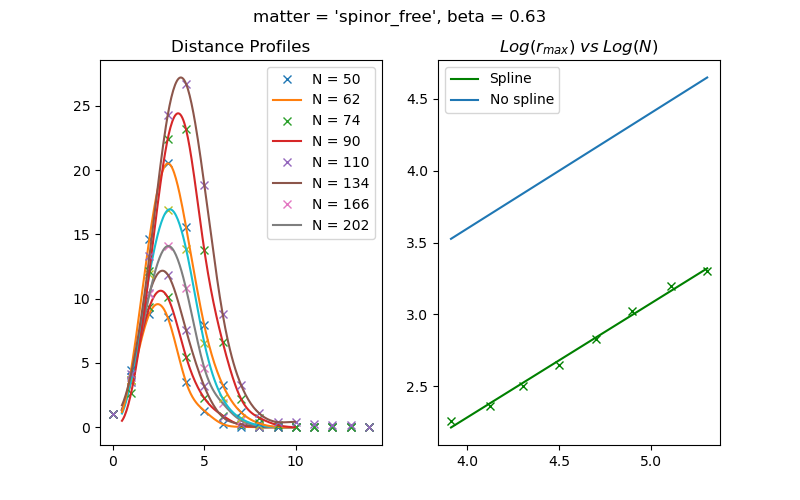 matter = 'spinor_free', beta = 0.63
Distance Profiles
N = 50
N = 62
N = 74
N = 90
N = 110
N = 134
N = 166
N = 202
25
20
15
10
5
0
0 5 10
Log(r_max) vs Log(N)
Spline
No spline
4.5
4.0
3.5
3.0
2.5
4.0 4.5 5.0